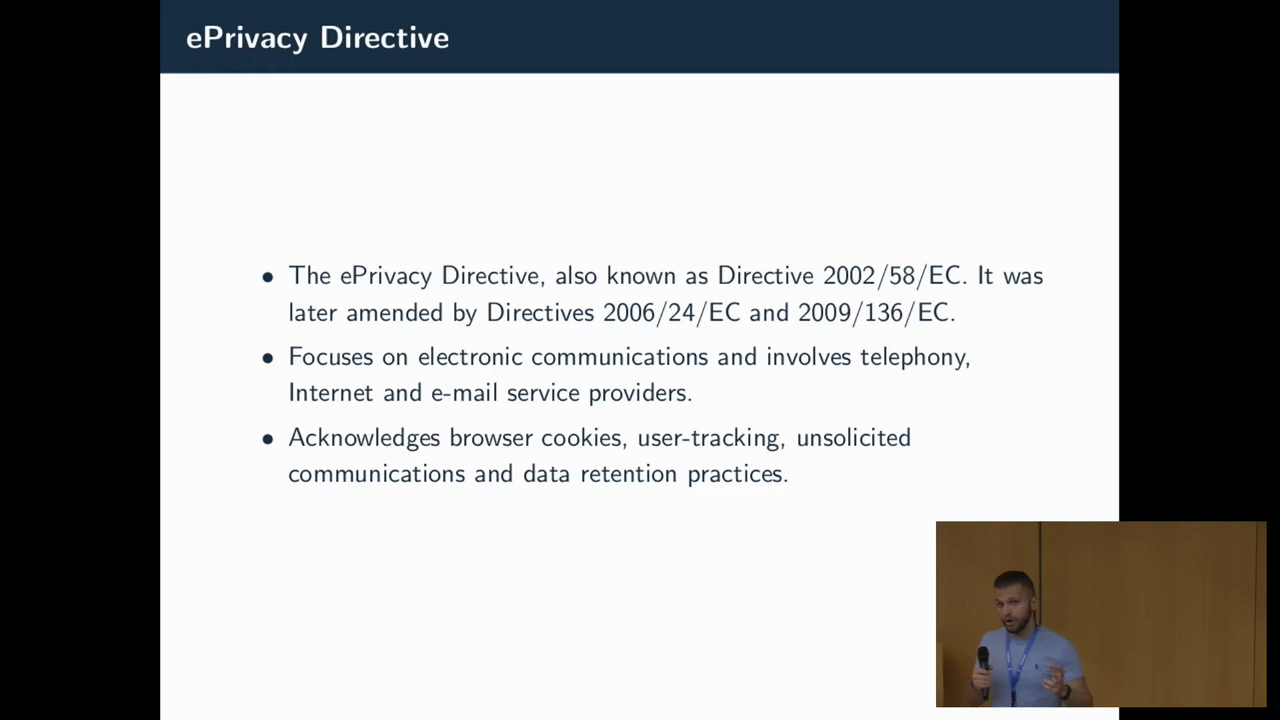 ePrivacy Directive
• The ePrivacy Directive, also known as Directive 2002/58/EC. It was
later amended by Directives 2006/24/EC and 2009/136/EC.
• Focuses on electronic communications and involves telephony,
Internet and e-mail service providers.
• Acknowledges browser cookies, user-tracking, unsolicited
communications and data retention practices.